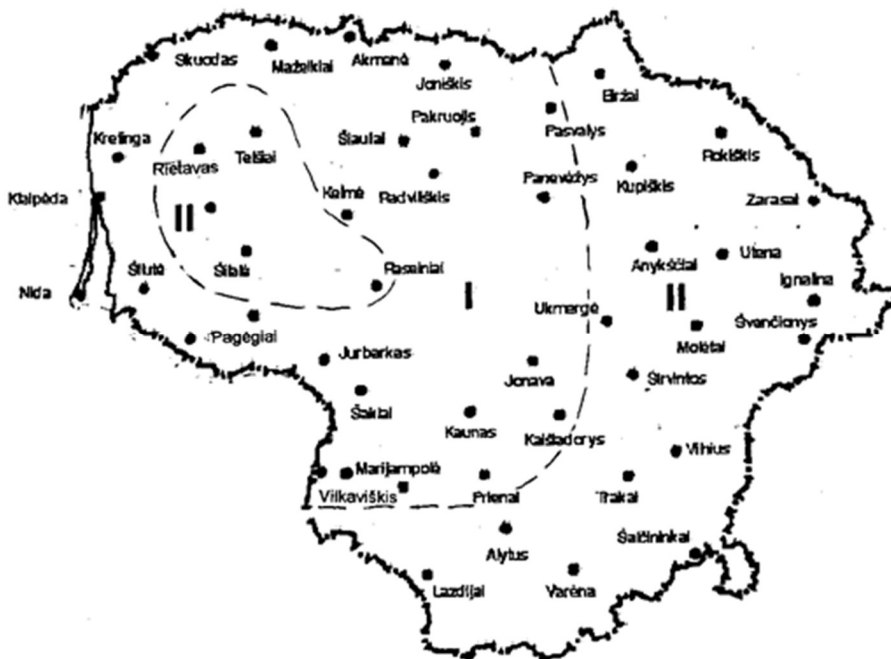 Skuodas
Mažeikiai
Akmenė
Joniškis
Biržai
Pakruojis
Pasvalys
Kretinga
Rietavas
Telšiai
Šiauliai
Rokiškis
Radviliškis
Panevėžys
Kupiškis
Klaipėda
Kelmė
Zarasai
II
Šilutė
Šilalė
Raseiniai
Anykščiai
Utena
Nida
I
II
Ignalina
Ukmergė
Švenčionys
Pagėgiai
Molėtai
Jurbarkas
Jonava
Širvintos
Šakiai
Kaunas
Kaišiadorys
Vilnius
Marijampolė
Vilkaviškis
Prienai
Trakai
Alytus
Šalčininkai
Lazdijai
Varėna